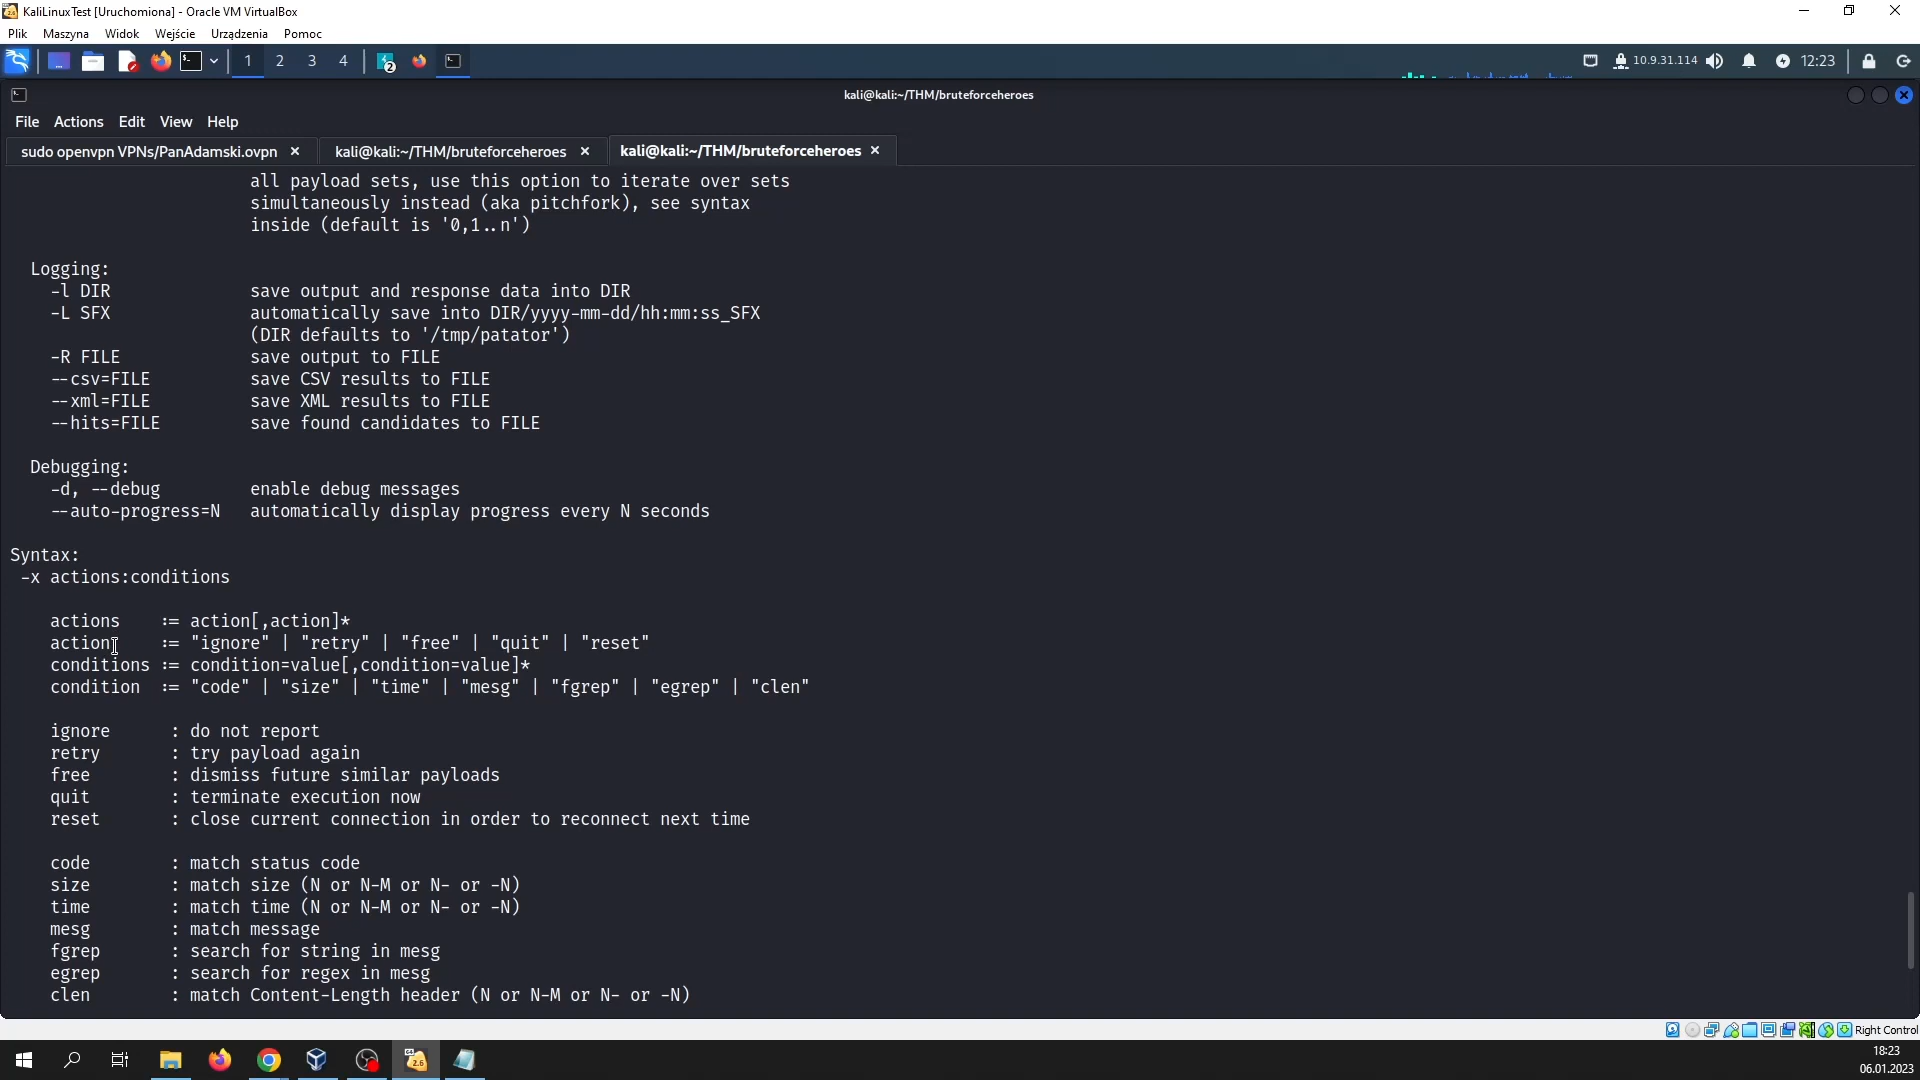 KaliLinuxTest [Uruchomiona] - Oracle VM VirtualBox
Plik Maszyna Widok Wejście Urządzenia Pomoc
1 2 3 4 2 10.9.31.114 12:23
kali@kali:~/THM/bruteforceheroes
File Actions Edit View Help
sudo openvpn VPNs/PanAdamski.ovpn × kali@kali:~/THM/bruteforceheroes × kali@kali:~/THM/bruteforceheroes ×
all payload sets, use this option to iterate over sets
simultaneously instead (aka pitchfork), see syntax
inside (default is '0,1..n')
Logging:
-l DIR save output and response data into DIR
-L SFX automatically save into DIR/yyyy-mm-dd/hh:mm:ss_SFX
(DIR defaults to '/tmp/patator')
-R FILE save output to FILE
--csv=FILE save CSV results to FILE
--xml=FILE save XML results to FILE
--hits=FILE save found candidates to FILE
Debugging:
-d, --debug enable debug messages
--auto-progress=N automatically display progress every N seconds
Syntax:
-x actions:conditions
actions := action[,action]*
action := "ignore" | "retry" | "free" | "quit" | "reset"
conditions := condition=value[,condition=value]*
condition := "code" | "size" | "time" | "mesg" | "fgrep" | "egrep" | "clen"
ignore : do not report
retry : try payload again
free : dismiss future similar payloads
quit : terminate execution now
reset : close current connection in order to reconnect next time
code : match status code
size : match size (N or N-M or N- or -N)
time : match time (N or N-M or N- or -N)
mesg : match message
fgrep : search for string in mesg
egrep : search for regex in mesg
clen : match Content-Length header (N or N-M or N- or -N)
Right Control
18:23
06.01.2023